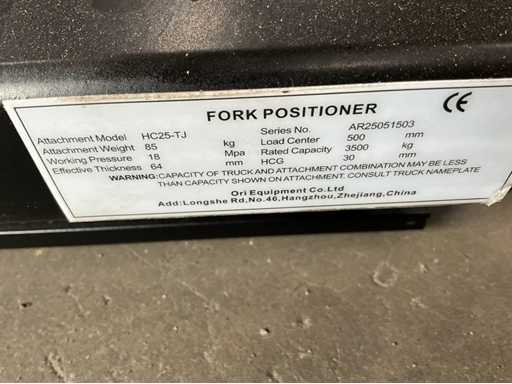 FORK POSITIONER CE
Attachment Model HC25-TJ Series No. AR25051503
Attachment Weight 85 kg Load Center 500 mm
Working Pressure 18 Mpa Rated Capacity 3500 kg
Effective Thickness 64 mm HCG 30 mm
WARNING:CAPACITY OF TRUCK AND ATTACHMENT COMBINATION MAY BE LESS
THAN CAPACITY SHOWN ON ATTACHMENT. CONSULT TRUCK NAMEPLATE
Ori Equipment Co.Ltd
Add:Longshe Rd,No.46,Hangzhou,Zhejiang,China